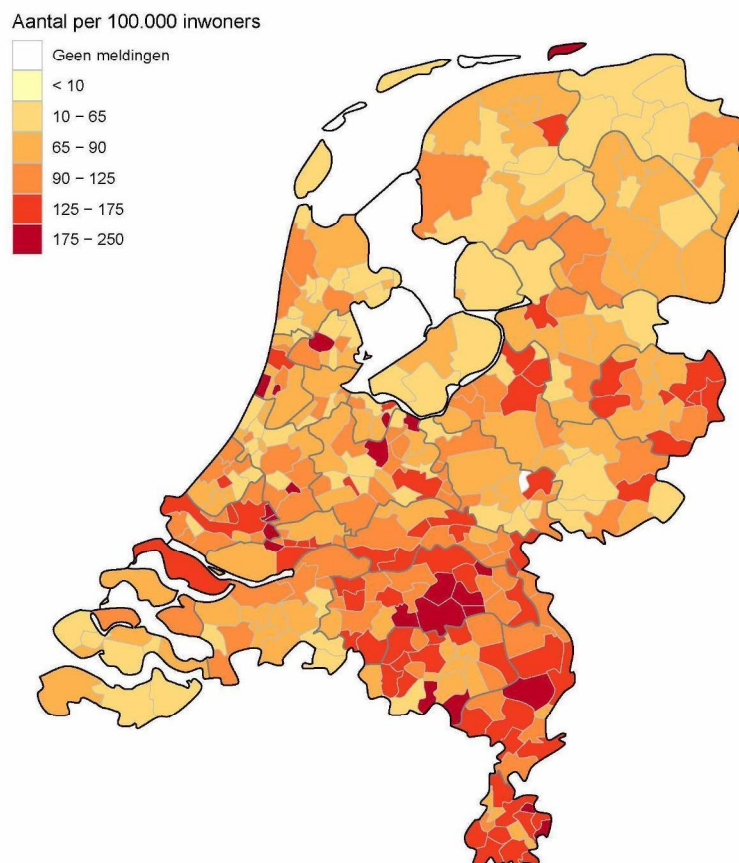 Aantal per 100.000 inwoners
Geen meldingen
< 10
10 – 65
65 – 90
90 – 125
125 – 175
175 – 250